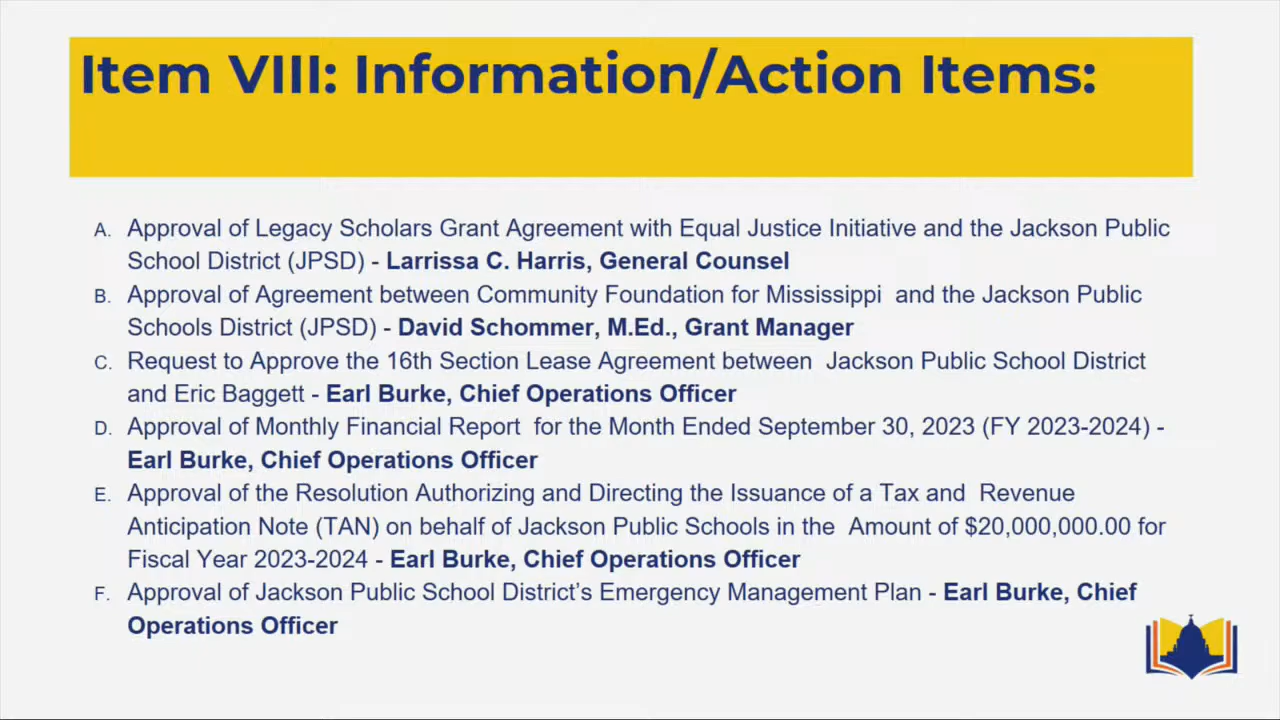 Item VIII: Information/Action Items:
A. Approval of Legacy Scholars Grant Agreement with Equal Justice Initiative and the Jackson Public
School District (JPSD) - Larrissa C. Harris, General Counsel
B. Approval of Agreement between Community Foundation for Mississippi and the Jackson Public
Schools District (JPSD) - David Schommer, M.Ed., Grant Manager
C. Request to Approve the 16th Section Lease Agreement between Jackson Public School District
and Eric Baggett - Earl Burke, Chief Operations Officer
D. Approval of Monthly Financial Report for the Month Ended September 30, 2023 (FY 2023-2024) -
Earl Burke, Chief Operations Officer
E. Approval of the Resolution Authorizing and Directing the Issuance of a Tax and Revenue
Anticipation Note (TAN) on behalf of Jackson Public Schools in the Amount of $20,000,000.00 for
Fiscal Year 2023-2024 - Earl Burke, Chief Operations Officer
F. Approval of Jackson Public School District’s Emergency Management Plan - Earl Burke, Chief
Operations Officer